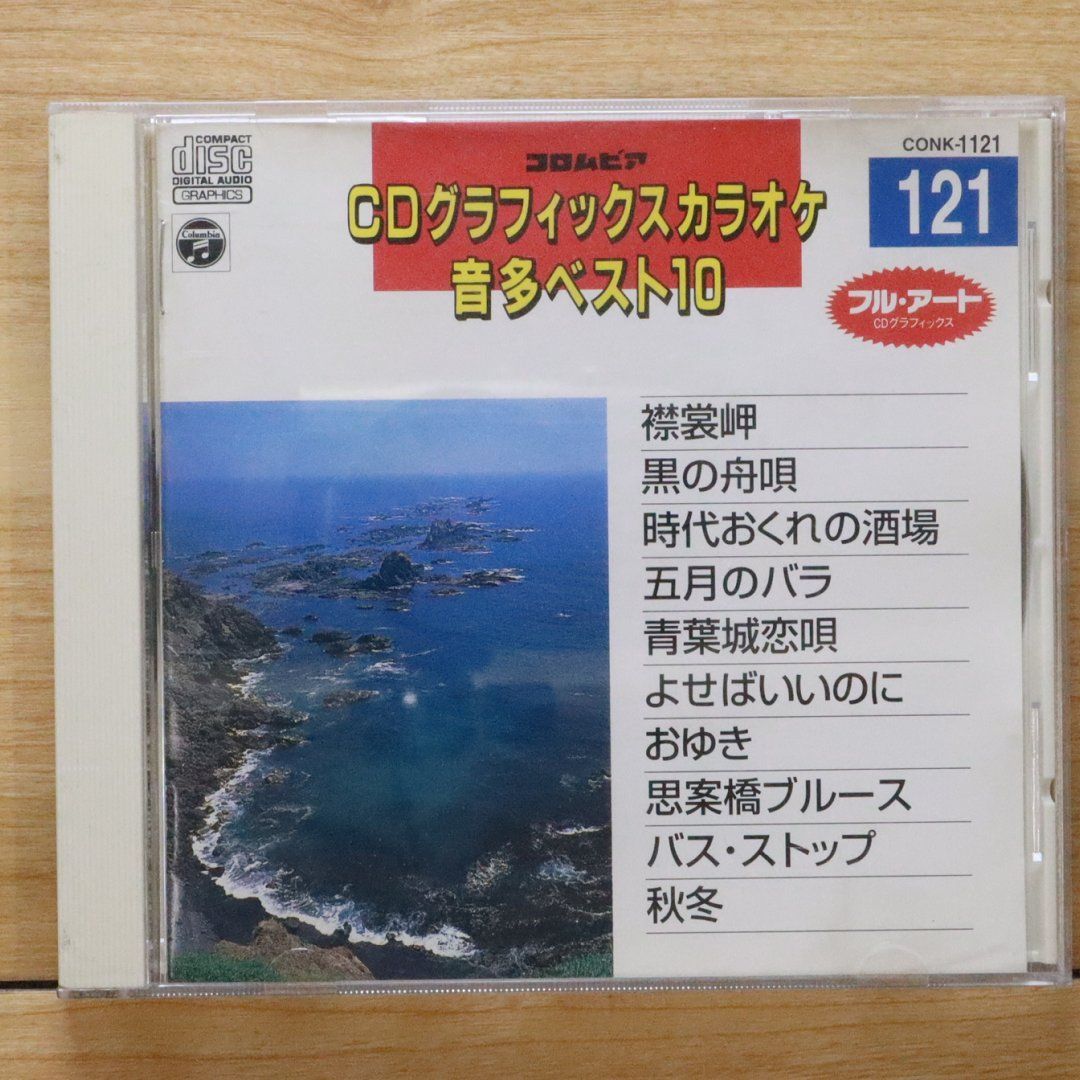 COMPACT
disc
DIGITAL AUDIO
GRAPHICS
Columbia
コロムビア
CDグラフィックスカラオケ
音多ベスト10
CONK-1121
121
フル・アート
CDグラフィックス
襟裳岬
黒の舟唄
時代おくれの酒場
五月のバラ
青葉城恋唄
よせばいいのに
おゆき
思案橋ブルース
バス・ストップ
秋冬